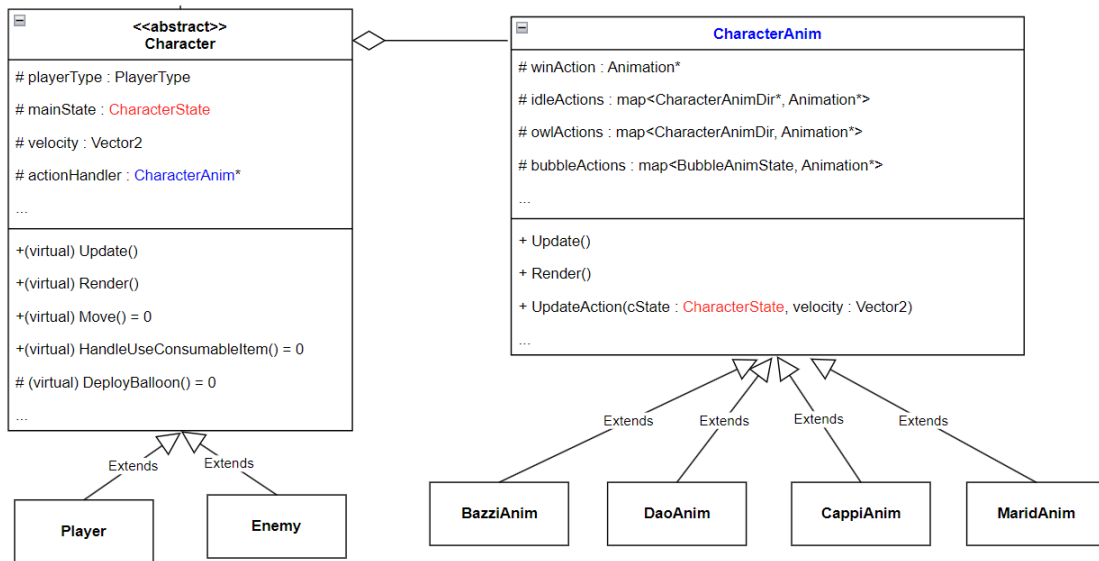 <<abstract>>
Character
# playerType : PlayerType
# mainState : CharacterState
# velocity : Vector2
# actionHandler : CharacterAnim*
...
+(virtual) Update()
+(virtual) Render()
+(virtual) Move() = 0
+(virtual) HandleUseConsumableItem() = 0
# (virtual) DeployBalloon() = 0
...
CharacterAnim
# winAction : Animation*
# idleActions : map<CharacterAnimDir*, Animation*>
# owlActions : map<CharacterAnimDir, Animation*>
# bubbleActions : map<BubbleAnimState, Animation*>
...
+ Update()
+ Render()
+ UpdateAction(cState : CharacterState, velocity : Vector2)
...
Extends
Extends
Player
Enemy
Extends
Extends
Extends
Extends
BazziAnim
DaoAnim
CappiAnim
MaridAnim